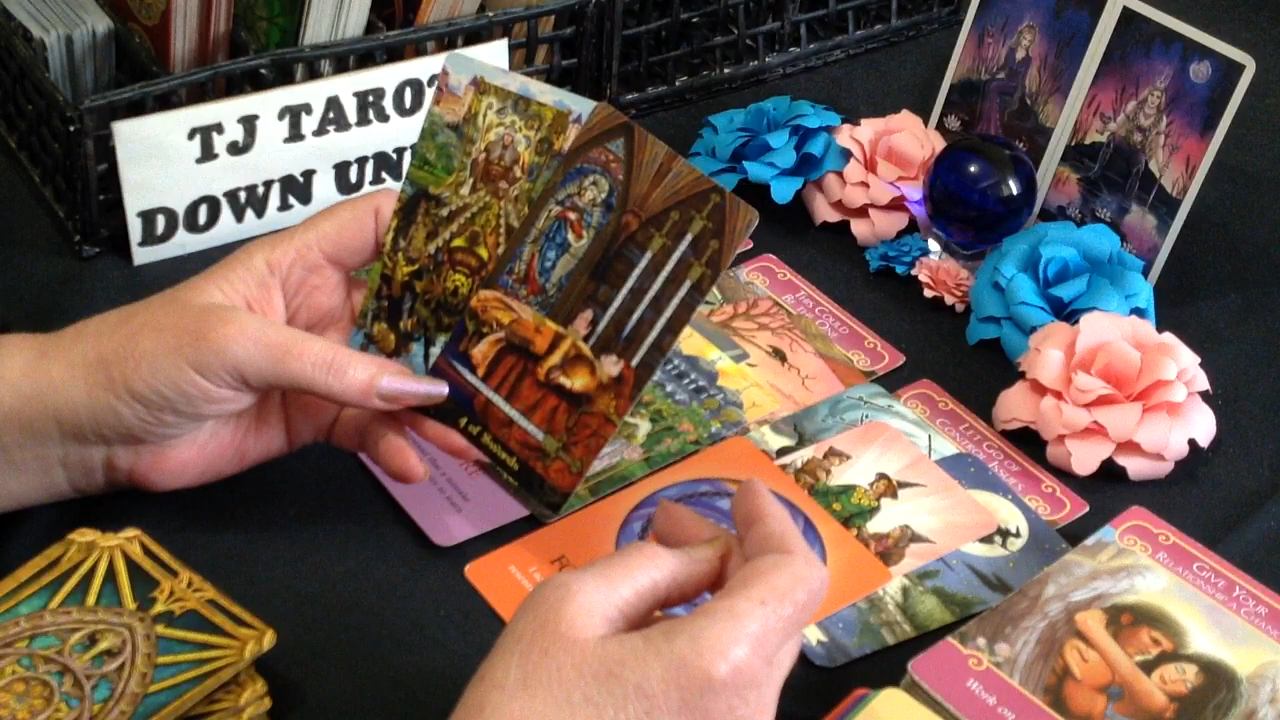 TJ TAROT
DOWN UN
4 of Swords
THIS COULD
BE THE ONE
LET GO OF
CONTROL ISSUES
GIVE YOUR
RELATIONSHIP A CHAN
Work on